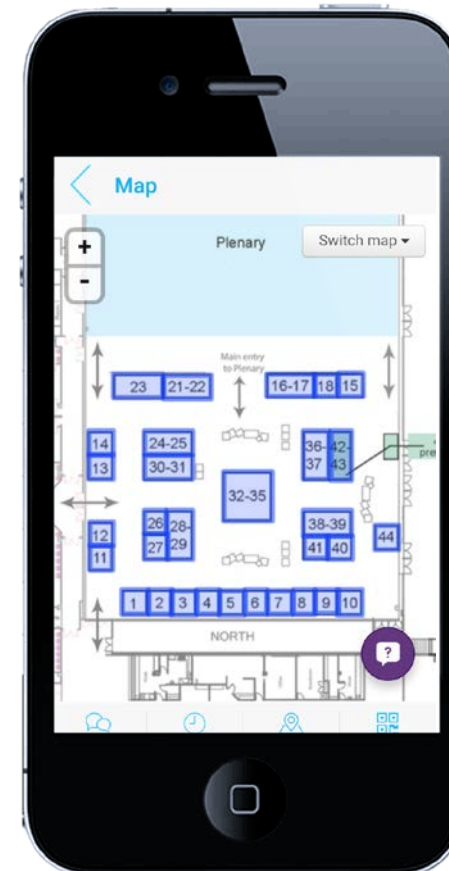 Map
+
-
Plenary
Switch map
Main entry
to Plenary
23 21-22 16-17 18 15
14 24-25 36-37 42-43
13 30-31
32-35
12 26 28-29 38-39 44
11 27 41 40
1 2 3 4 5 6 7 8 9 10
NORTH
?